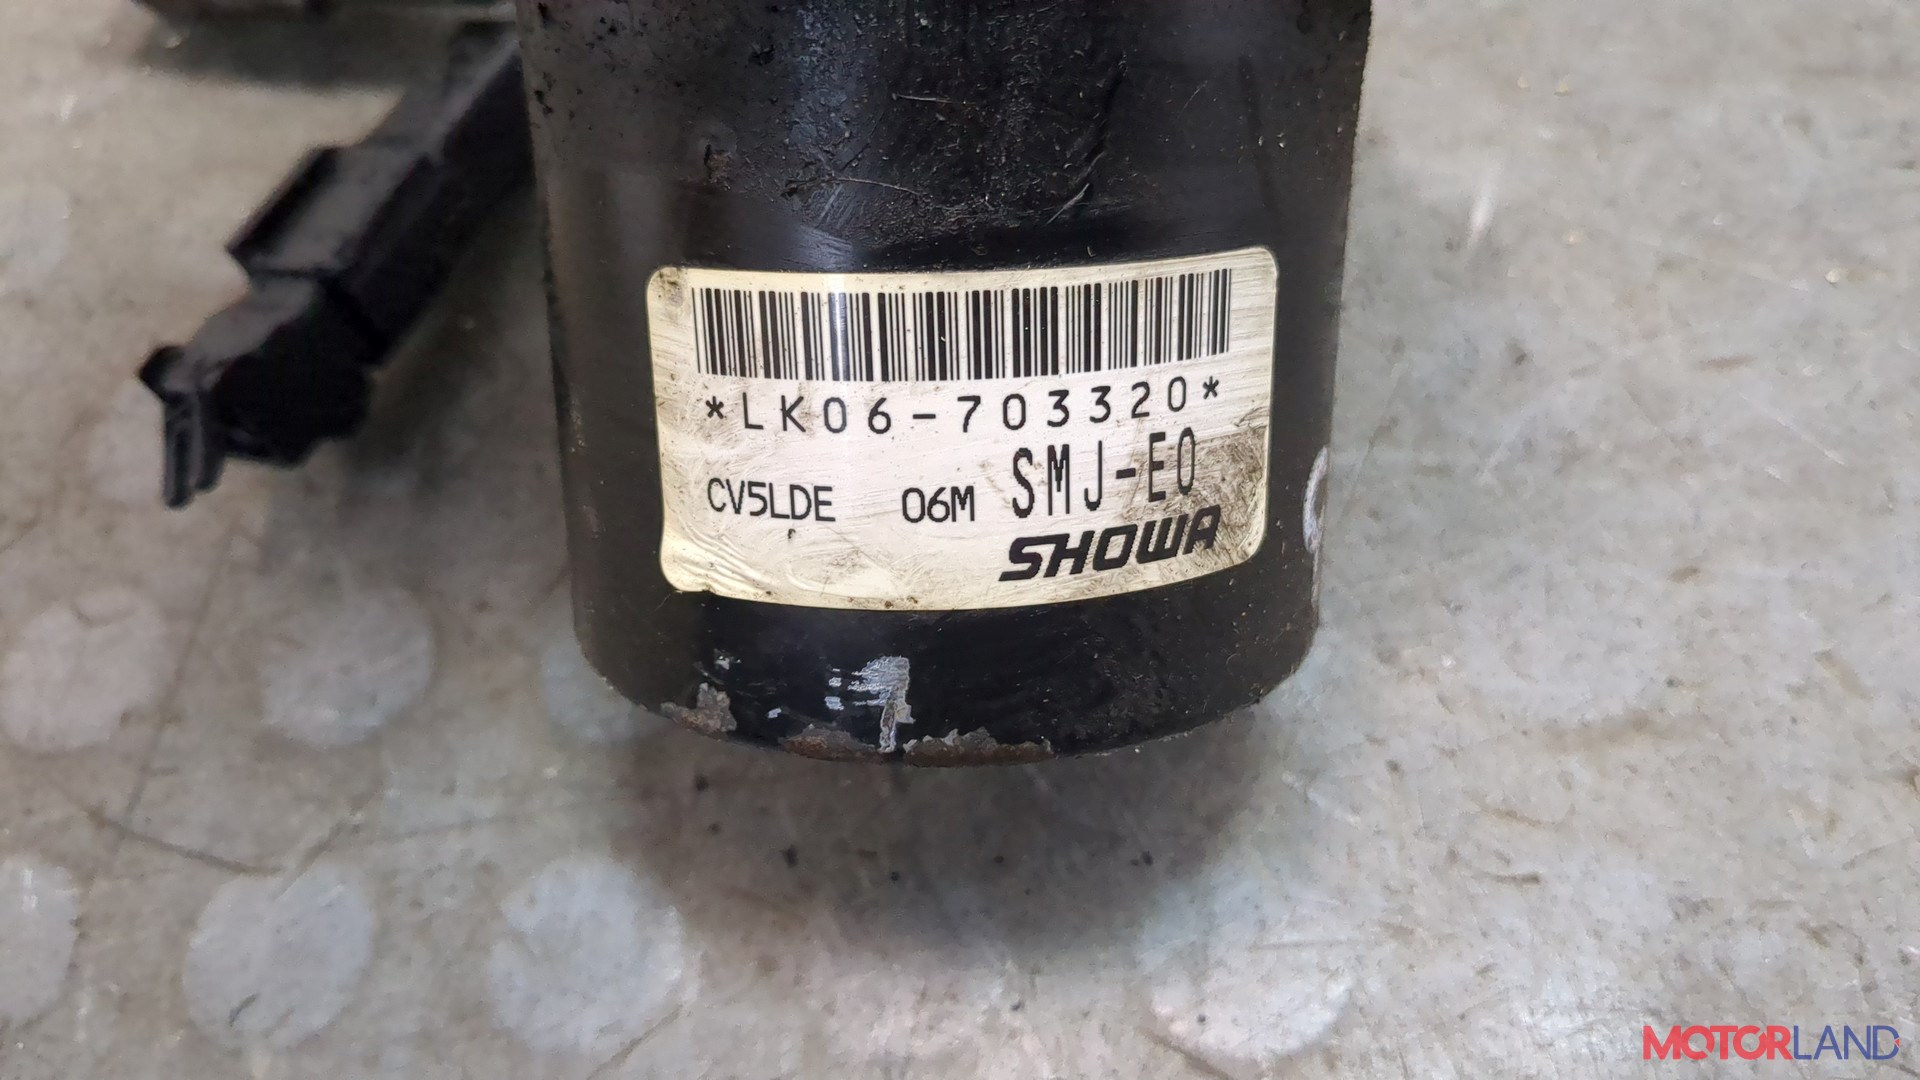 *LK06-703320*
CV5LDE 06M SMJ-E0
SHOWA
MOTORLAND